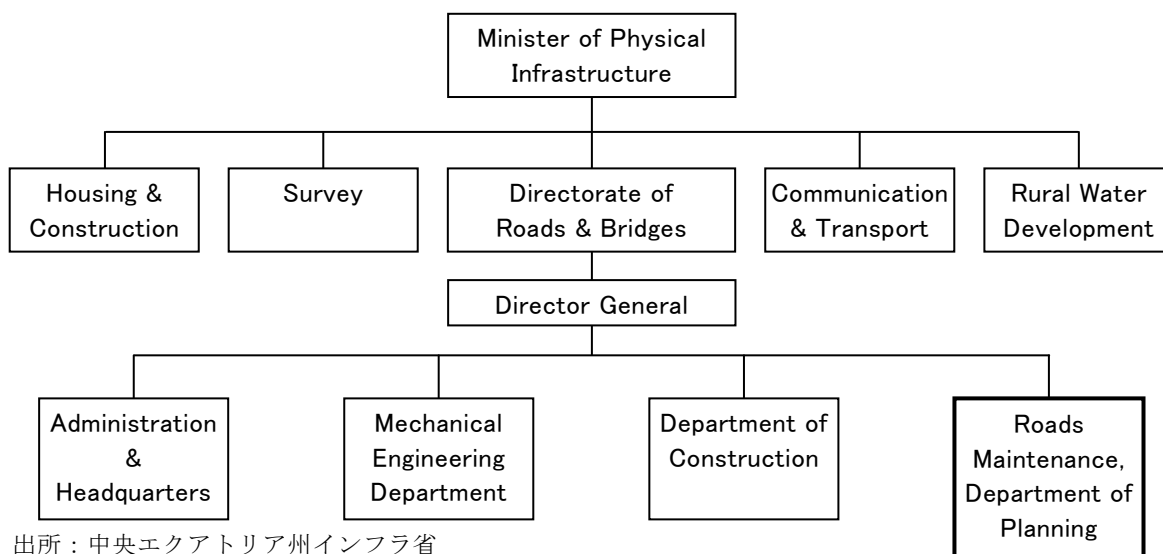 Minister of Physical
Infrastructure
Housing &
Construction
Survey
Directorate of
Roads & Bridges
Communication
& Transport
Rural Water
Development
Director General
Administration
&
Headquarters
Mechanical
Engineering
Department
Department of
Construction
Roads
Maintenance,
Department of
Planning
出所：中央エクアトリア州インフラ省